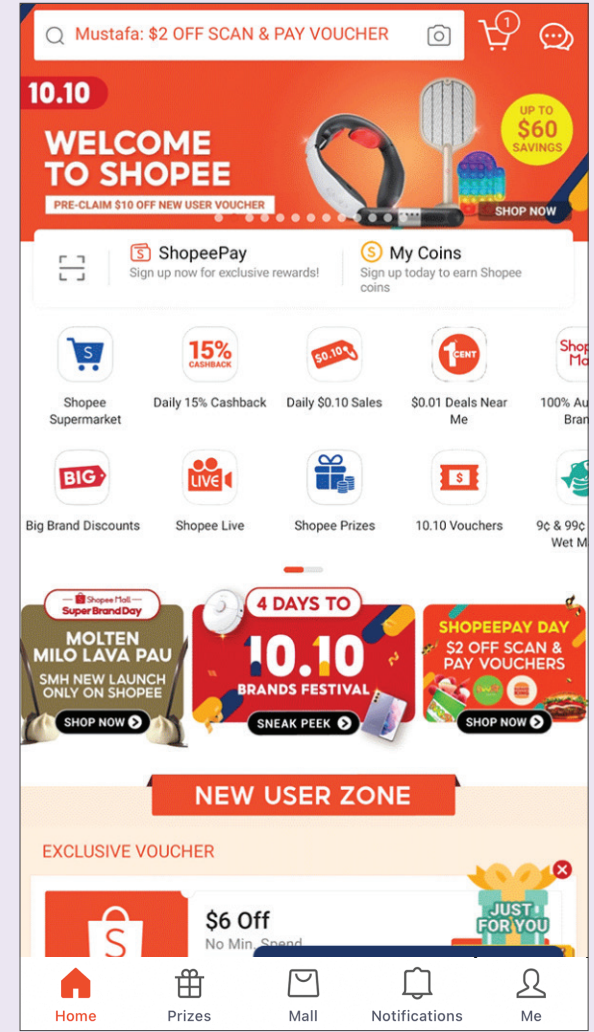 Mustafa: $2 OFF SCAN & PAY VOUCHER
1
10.10
WELCOME
TO SHOPEE
PRE-CLAIM $10 OFF NEW USER VOUCHER
UP TO
$60
SAVINGS
SHOP NOW
S ShopeePay
Sign up now for exclusive rewards!
S My Coins
Sign up today to earn Shopee
coins
S
15%
CASHBACK
$0.10
1 CENT
Shop
Ma
Shopee
Supermarket
Daily 15% Cashback
Daily $0.10 Sales
$0.01 Deals Near
Me
100% Au
Bran
BIG
LIVE
$
Big Brand Discounts
Shopee Live
Shopee Prizes
10.10 Vouchers
9¢ & 99¢
Wet M
Shopee Mall
Super Brand Day
MOLTEN
MILO LAVA PAU
SMH NEW LAUNCH
ONLY ON SHOPEE
SHOP NOW
4 DAYS TO
10.10
BRANDS FESTIVAL
SNEAK PEEK
SHOPEEPAY DAY
$2 OFF SCAN &
PAY VOUCHERS
SHOP NOW
NEW USER ZONE
EXCLUSIVE VOUCHER
S
$6 Off
No Min. Spend
JUST
FOR YOU
Home
Prizes
Mall
Notifications
Me